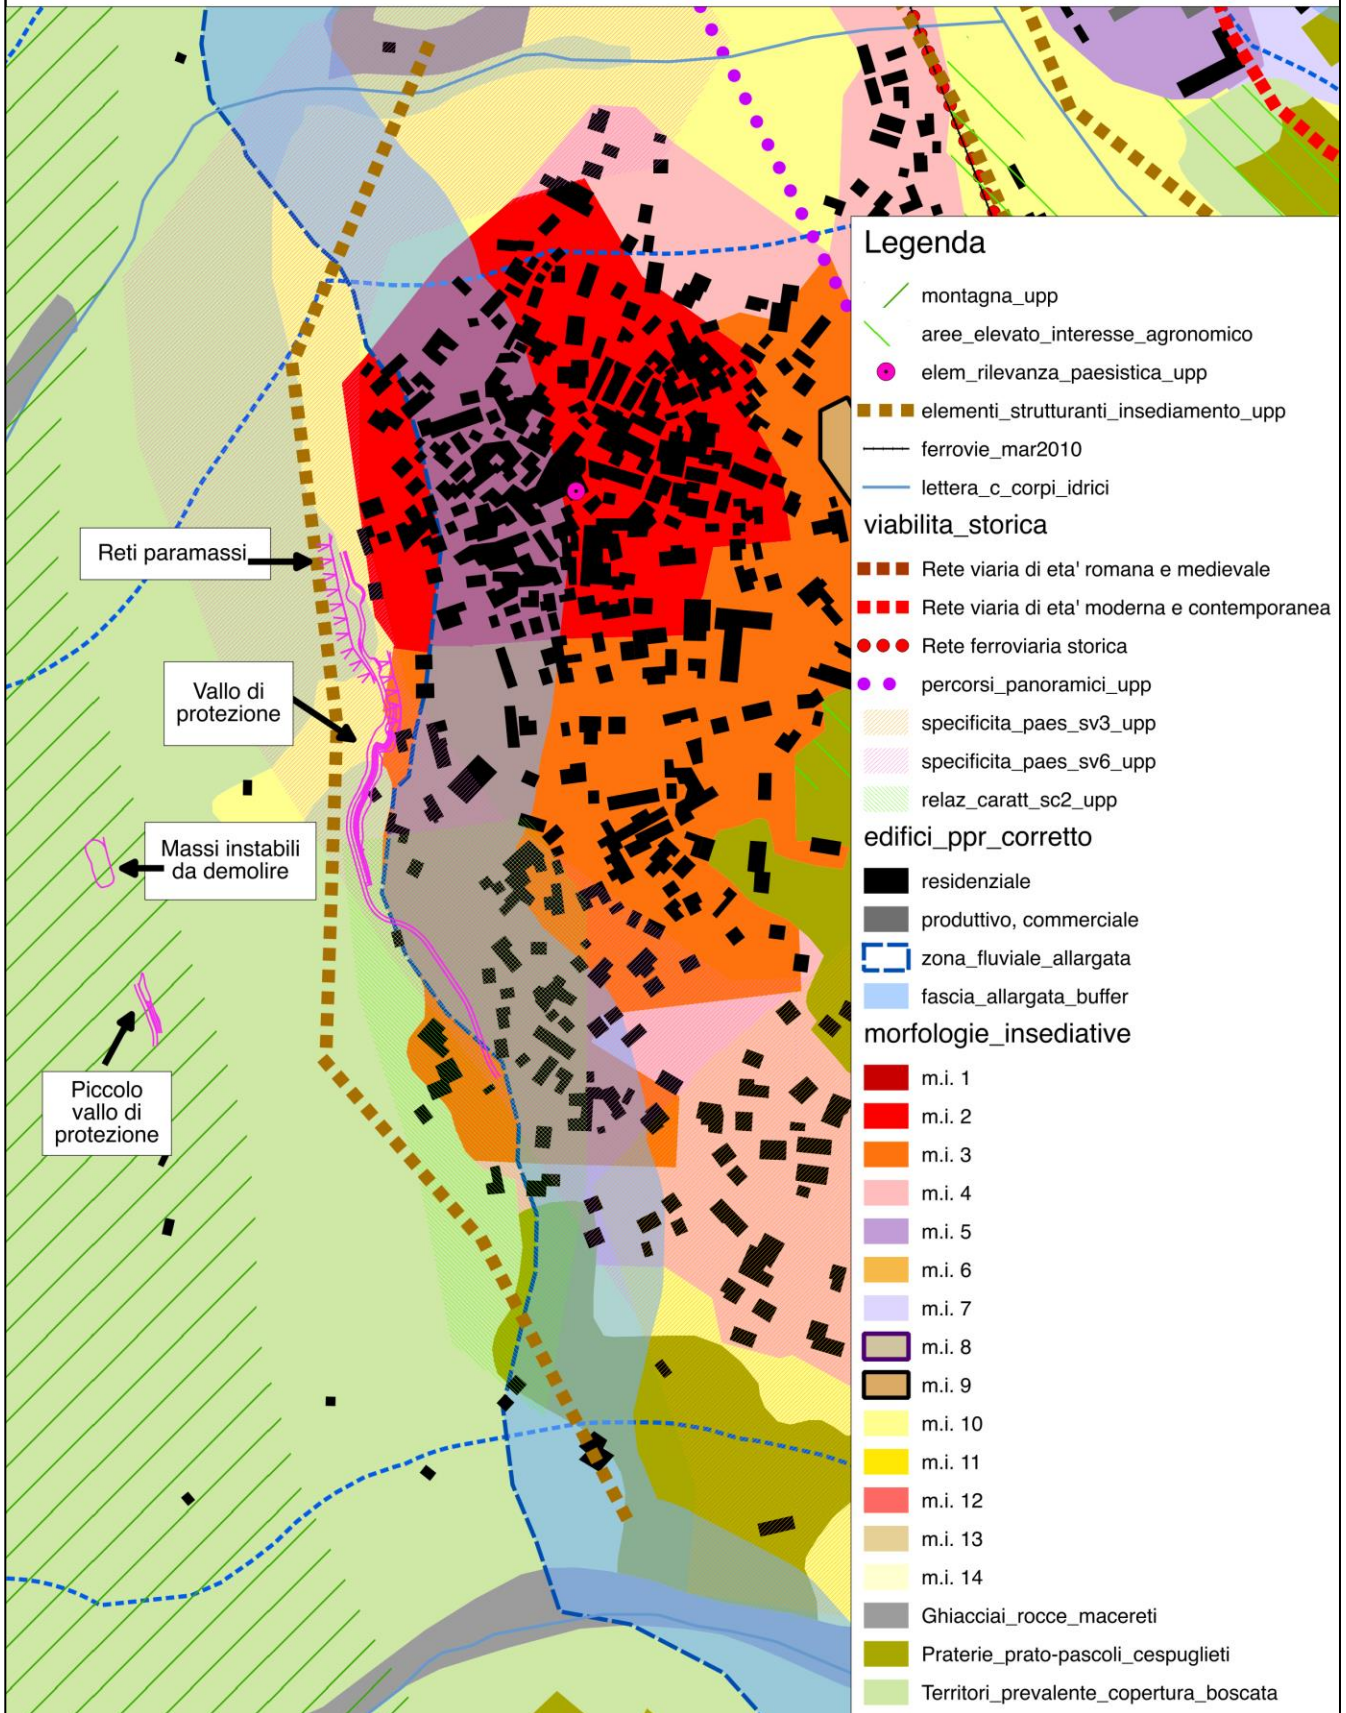 Reti paramassi
Vallo di
protezione
Massi instabili
da demolire
Piccolo
vallo di
protezione
Legenda
montagna_upp
aree_elevato_interesse_agronomico
elem_rilevanza_paesistica_upp
elementi_strutturanti_insediamento_upp
ferrovie_mar2010
lettera_c_corpi_idrici
viabilita_storica
Rete viaria di eta' romana e medievale
Rete viaria di eta' moderna e contemporanea
Rete ferroviaria storica
percorsi_panoramici_upp
specificita_paes_sv3_upp
specificita_paes_sv6_upp
relaz_caratt_sc2_upp
edifici_ppr_corretto
residenziale
produttivo, commerciale
zona_fluviale_allargata
fascia_allargata_buffer
morfologie_insediative
m.i. 1
m.i. 2
m.i. 3
m.i. 4
m.i. 5
m.i. 6
m.i. 7
m.i. 8
m.i. 9
m.i. 10
m.i. 11
m.i. 12
m.i. 13
m.i. 14
Ghiacciai_rocce_macereti
Praterie_prato-pascoli_cespuglieti
Territori_prevalente_copertura_boscata